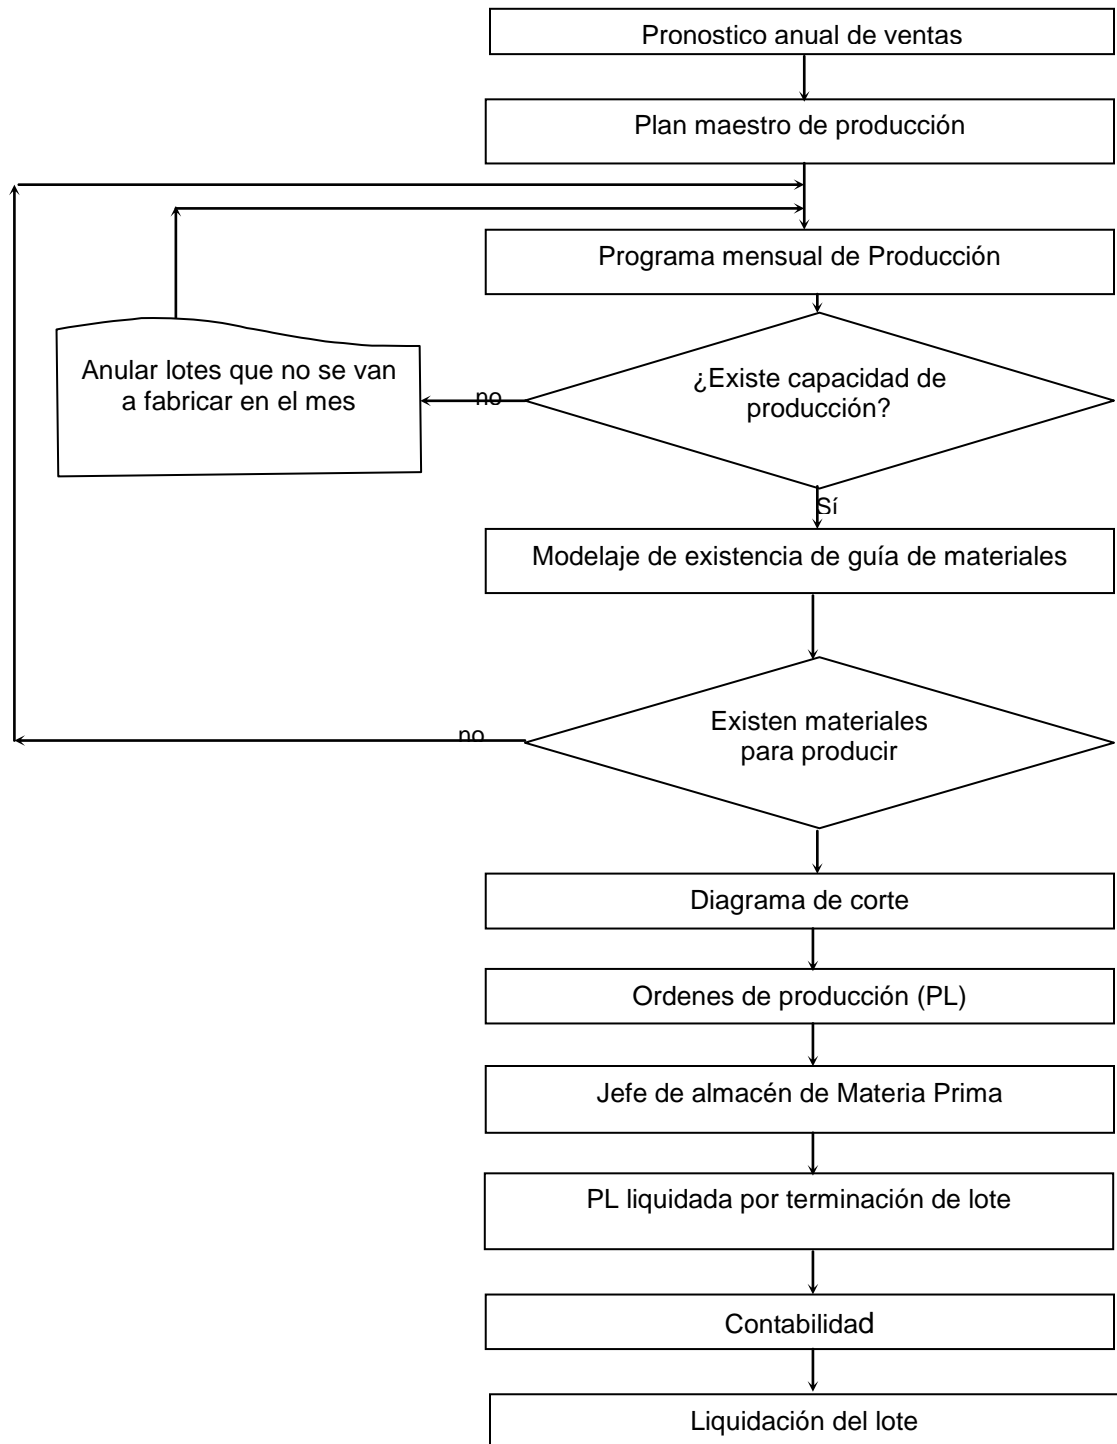 Pronostico anual de ventas
Plan maestro de producción
Programa mensual de Producción
Anular lotes que no se van
a fabricar en el mes
no
¿Existe capacidad de
producción?
Sí
Modelaje de existencia de guía de materiales
no
Existen materiales
para producir
Diagrama de corte
Ordenes de producción (PL)
Jefe de almacén de Materia Prima
PL liquidada por terminación de lote
Contabilidad
Liquidación del lote